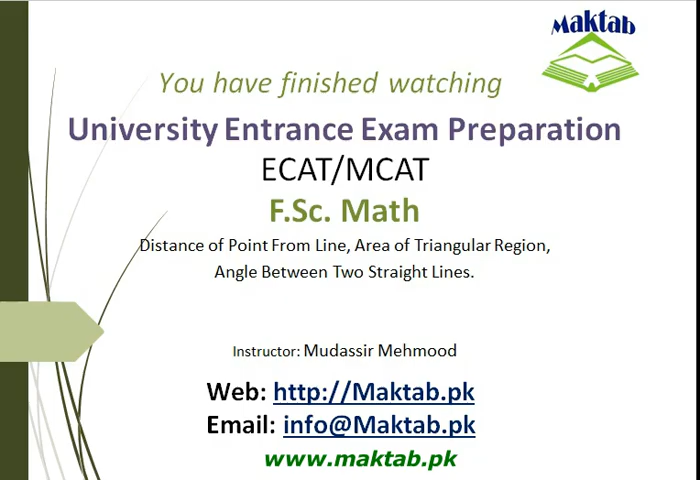 Maktab
You have finished watching
University Entrance Exam Preparation
ECAT/MCAT
F.Sc. Math
Distance of Point From Line, Area of Triangular Region,
Angle Between Two Straight Lines.
Instructor: Mudassir Mehmood
Web: http://Maktab.pk
Email: info@Maktab.pk
www.maktab.pk